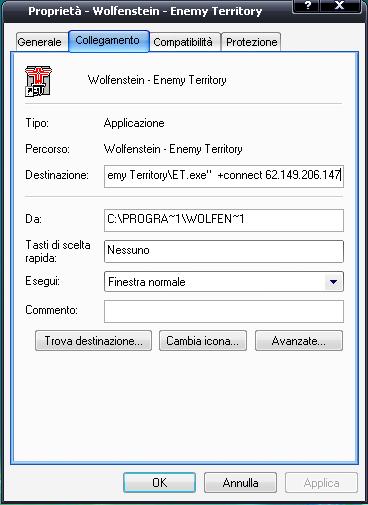 Proprietà - Wolfenstein - Enemy Territory
Generale Collegamento Compatibilità Protezione
Wolfenstein - Enemy Territory
Tipo: Applicazione
Percorso: Wolfenstein - Enemy Territory
Destinazione: emy Territory\ET.exe" +connect 62.149.206.147
Da: C:\PROGRA~1\WOLFEN~1
Tasti di scelta
rapida: Nessuno
Esegui: Finestra normale
Commento:
Trova destinazione... Cambia icona... Avanzate...
OK Annulla Applica